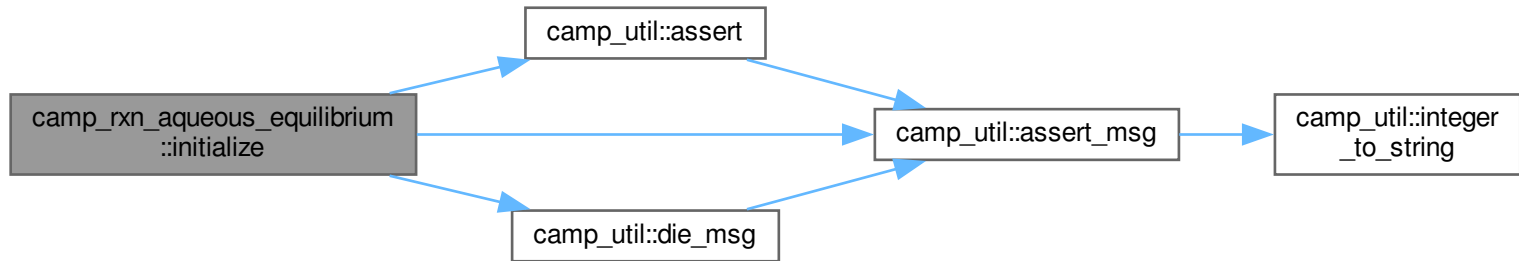 camp_rxn_aqueous_equilibrium
::initialize
camp_util::assert
camp_util::assert_msg
camp_util::die_msg
camp_util::integer
_to_string